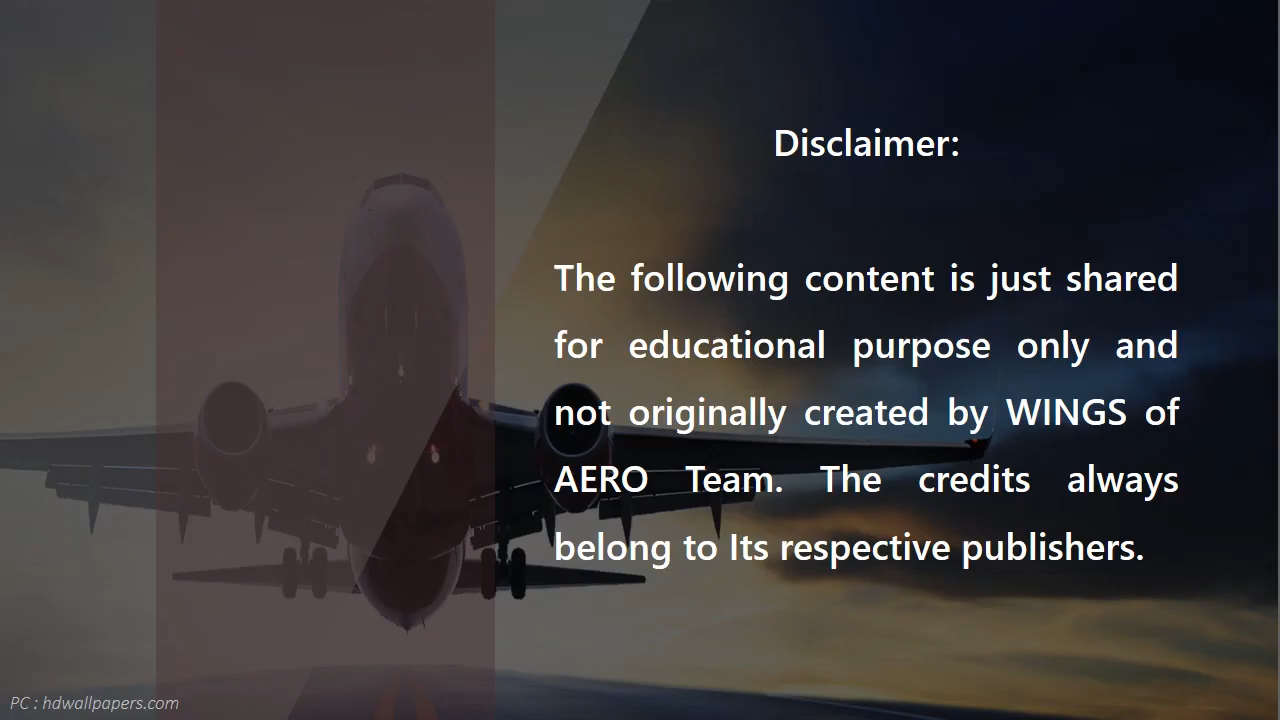 Disclaimer:
The following content is just shared
for educational purpose only and
not originally created by WINGS of
AERO Team. The credits always
belong to Its respective publishers.
PC : hdwallpapers.com